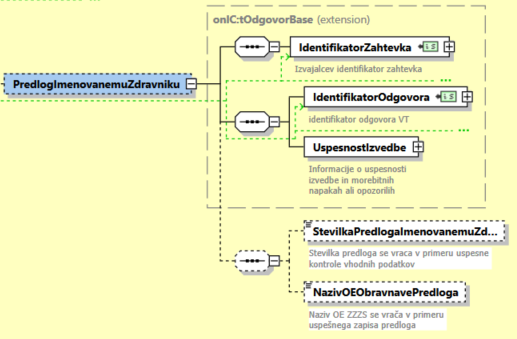 onIC:tOdgovorBase (extension)
IdentifikatorZahtevka
Izvajalcev identifikator zahtevka
PredlogImenovanemuZdravniku
IdentifikatorOdgovora
identifikator odgovora VT
UspesnostIzvedbe
Informacije o uspesnosti
izvedbe in morebitnih
napakah ali opozorilih
StevilkaPredlogaImenovanemuZd...
Stevilka predloga se vraca v primeru uspesne
kontrole vhodnih podatkov
NazivOEObravnavePredloga
Naziv OE ZZZS se vrača v primeru
uspešnega zapisa predloga